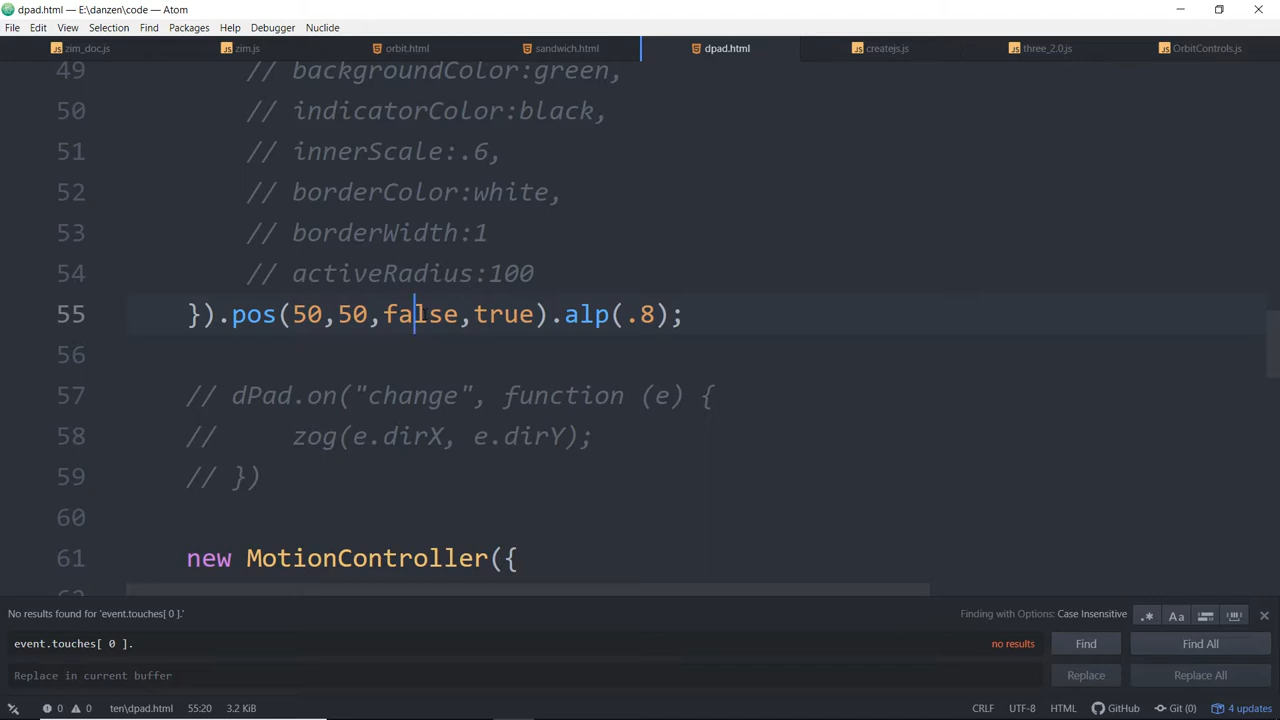 dpad.html — E:\danzen\code — Atom
File Edit View Selection Find Packages Help Debugger Nuclide
zim_doc.js zim.js orbit.html sandwich.html dpad.html createjs.js three_2.0.js OrbitControls.js
49 // backgroundColor:green,
50 // indicatorColor:black,
51 // innerScale:.6,
52 // borderColor:white,
53 // borderWidth:1
54 // activeRadius:100
55 }).pos(50,50,false,true).alp(.8);
56
57 // dPad.on("change", function (e) {
58 // zog(e.dirX, e.dirY);
59 // })
60
61 new MotionController({
No results found for 'event.touches[ 0 ].' Finding with Options: Case Insensitive .* Aa
event.touches[ 0 ]. no results Find Find All
Replace in current buffer Replace Replace All
0 0 ten\dpad.html 55:20 3.2 KiB CRLF UTF-8 HTML GitHub Git (0) 4 updates